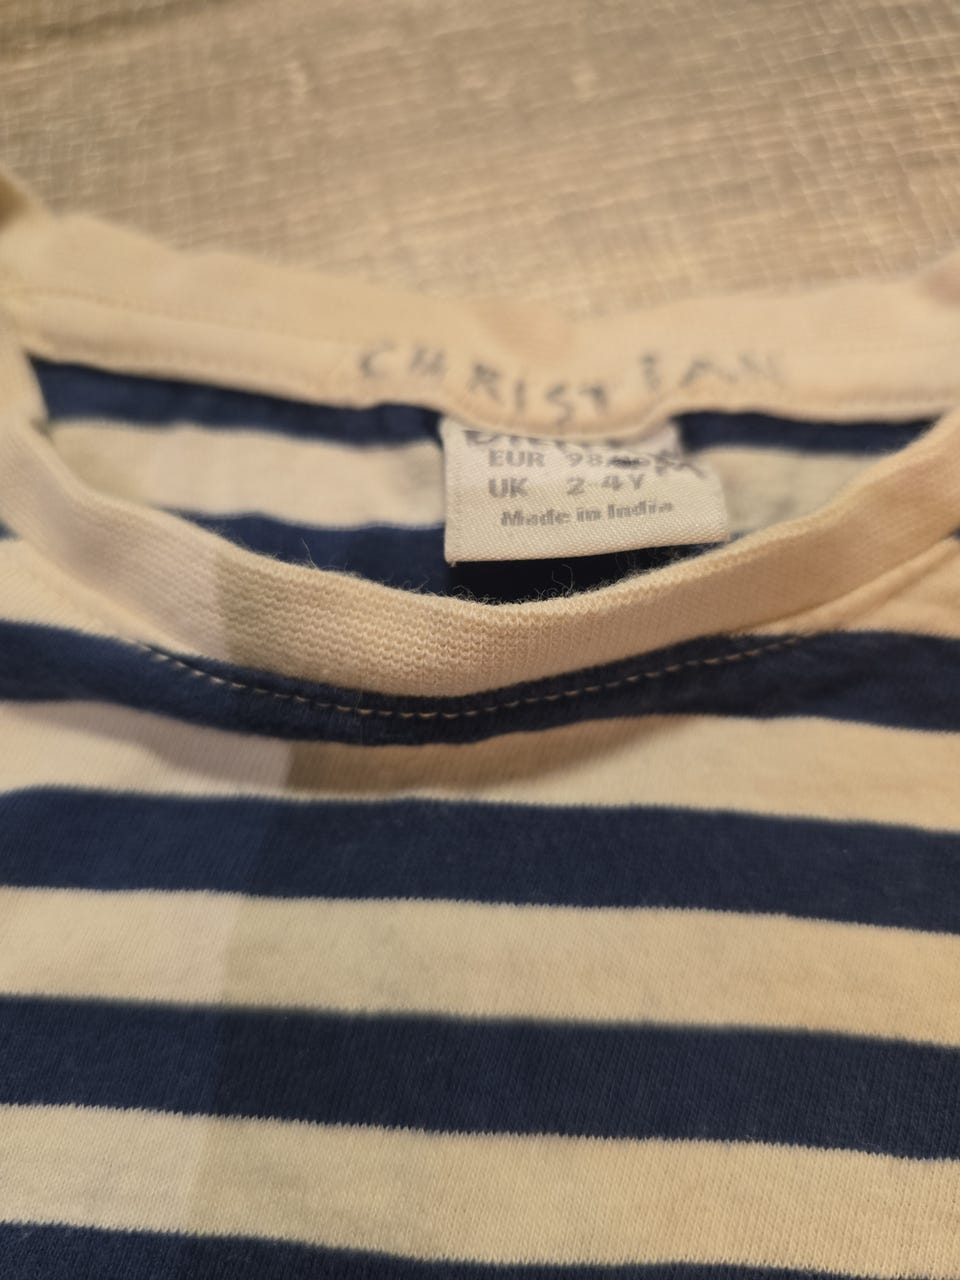 CHRISTIAN
EUR 98
UK 2-4Y
Made in India